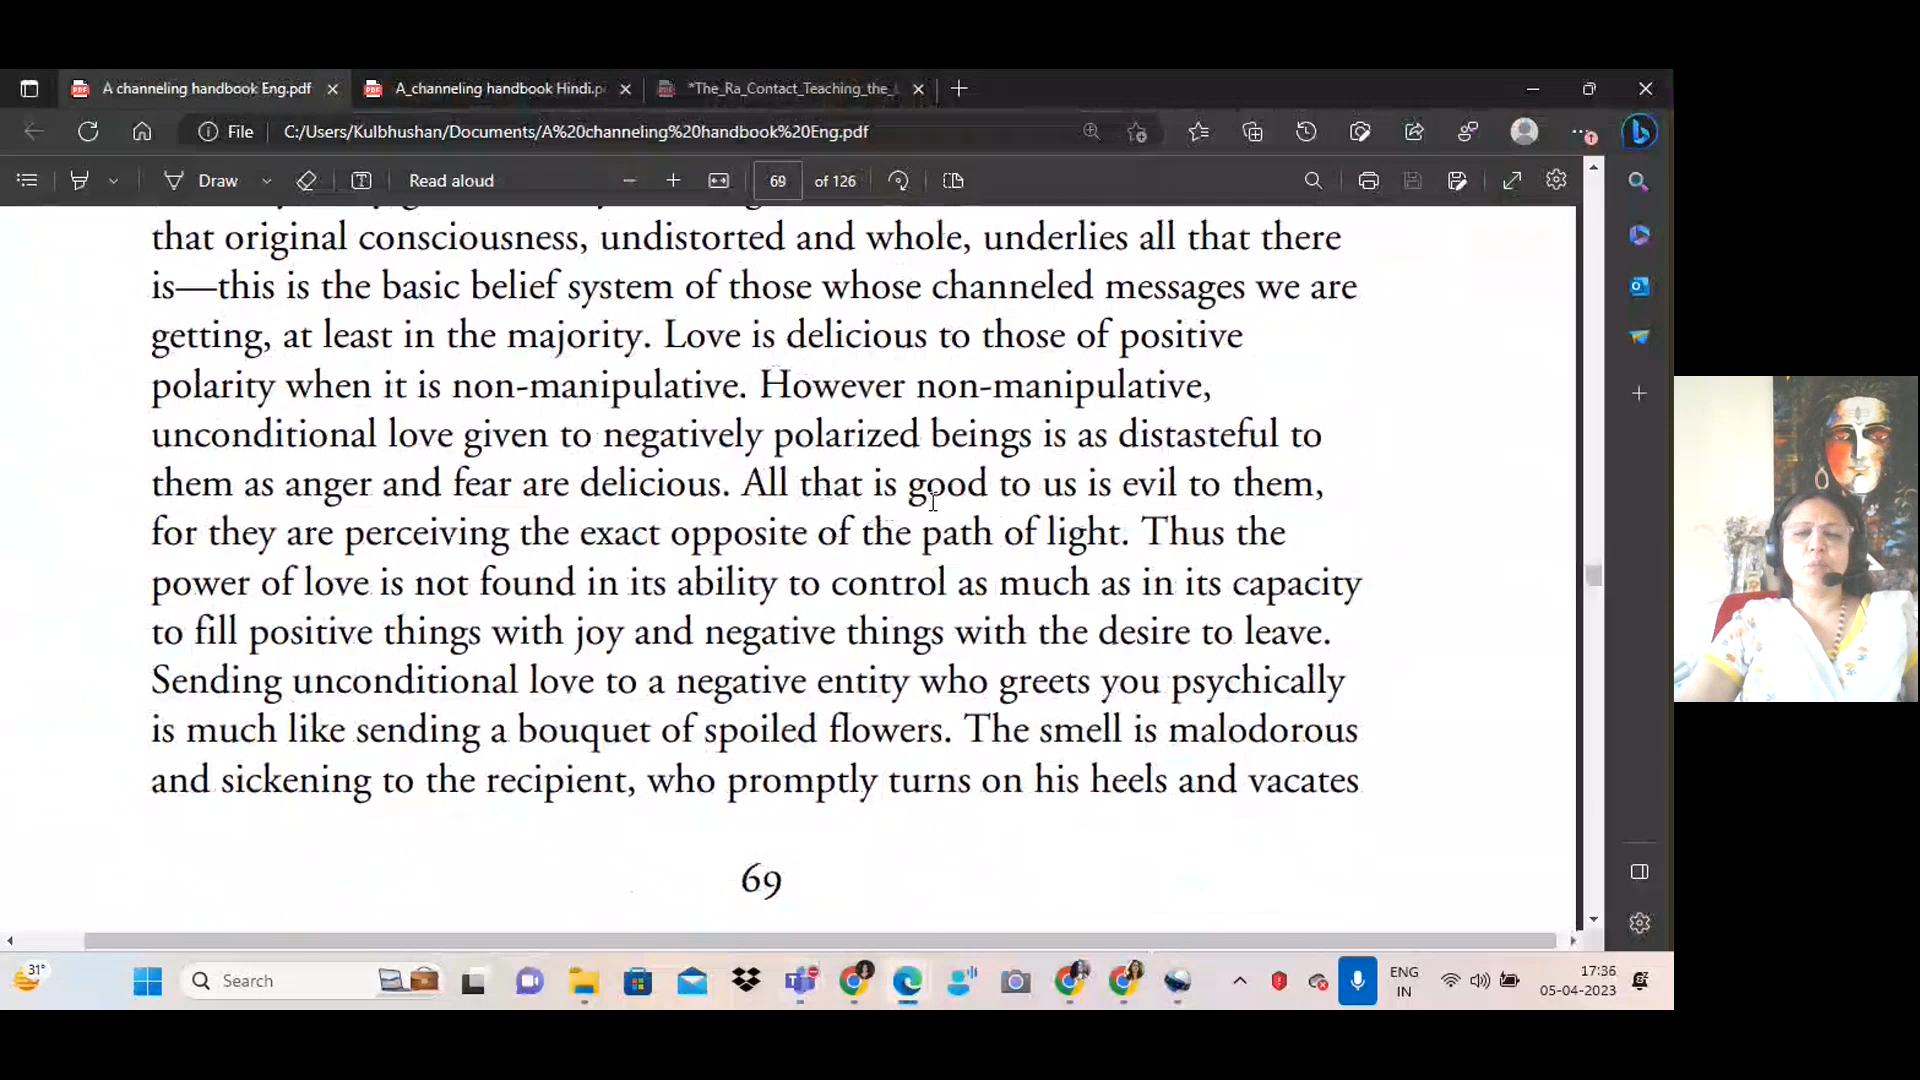 A channeling handbook Eng.pdf
A_channeling handbook Hindi.p
*The_Ra_Contact_Teaching_the_
File
C:/Users/Kulbhushan/Documents/A%20channeling%20handbook%20Eng.pdf
Draw
Read aloud
69
of 126
that original consciousness, undistorted and whole, underlies all that there
is—this is the basic belief system of those whose channeled messages we are
getting, at least in the majority. Love is delicious to those of positive
polarity when it is non-manipulative. However non-manipulative,
unconditional love given to negatively polarized beings is as distasteful to
them as anger and fear are delicious. All that is good to us is evil to them,
for they are perceiving the exact opposite of the path of light. Thus the
power of love is not found in its ability to control as much as in its capacity
to fill positive things with joy and negative things with the desire to leave.
Sending unconditional love to a negative entity who greets you psychically
is much like sending a bouquet of spoiled flowers. The smell is malodorous
and sickening to the recipient, who promptly turns on his heels and vacates
69
31°
Search
ENG
IN
17:36
05-04-2023